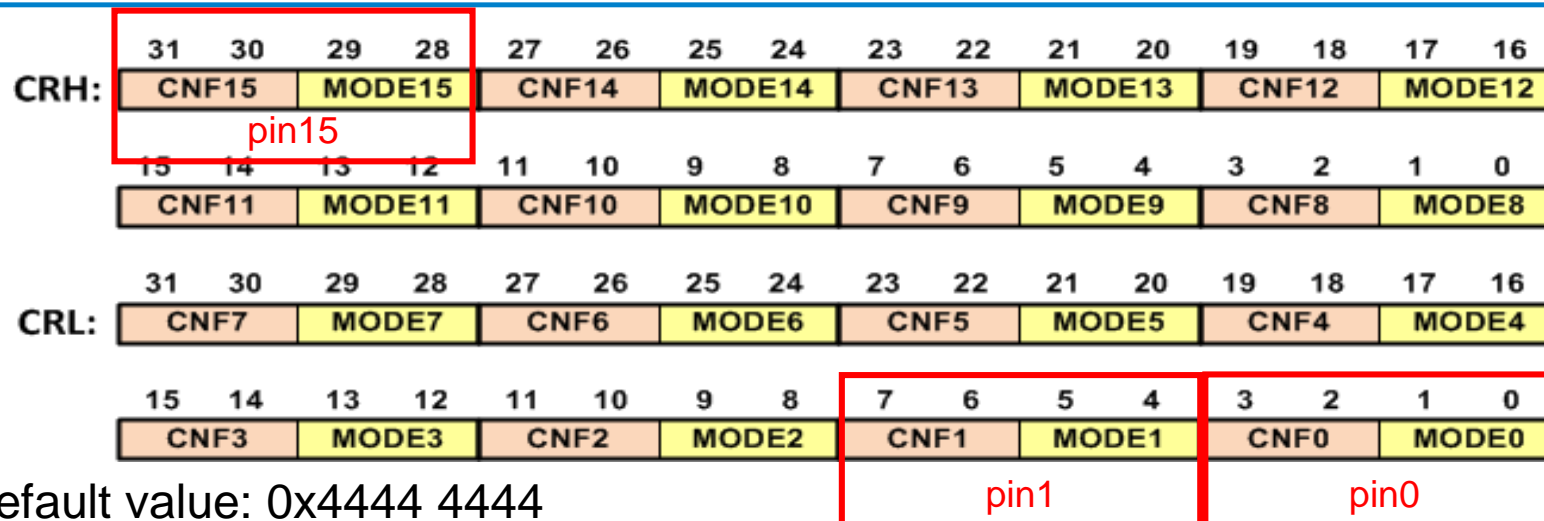 31 30 29 28 27 26 25 24 23 22 21 20 19 18 17 16
CRH: CNF15 MODE15 CNF14 MODE14 CNF13 MODE13 CNF12 MODE12
pin15
15 14 13 12 11 10 9 8 7 6 5 4 3 2 1 0
CNF11 MODE11 CNF10 MODE10 CNF9 MODE9 CNF8 MODE8
31 30 29 28 27 26 25 24 23 22 21 20 19 18 17 16
CRL: CNF7 MODE7 CNF6 MODE6 CNF5 MODE5 CNF4 MODE4
15 14 13 12 11 10 9 8 7 6 5 4 3 2 1 0
CNF3 MODE3 CNF2 MODE2 CNF1 MODE1 CNF0 MODE0
efault value: 0x4444 4444 pin1 pin0